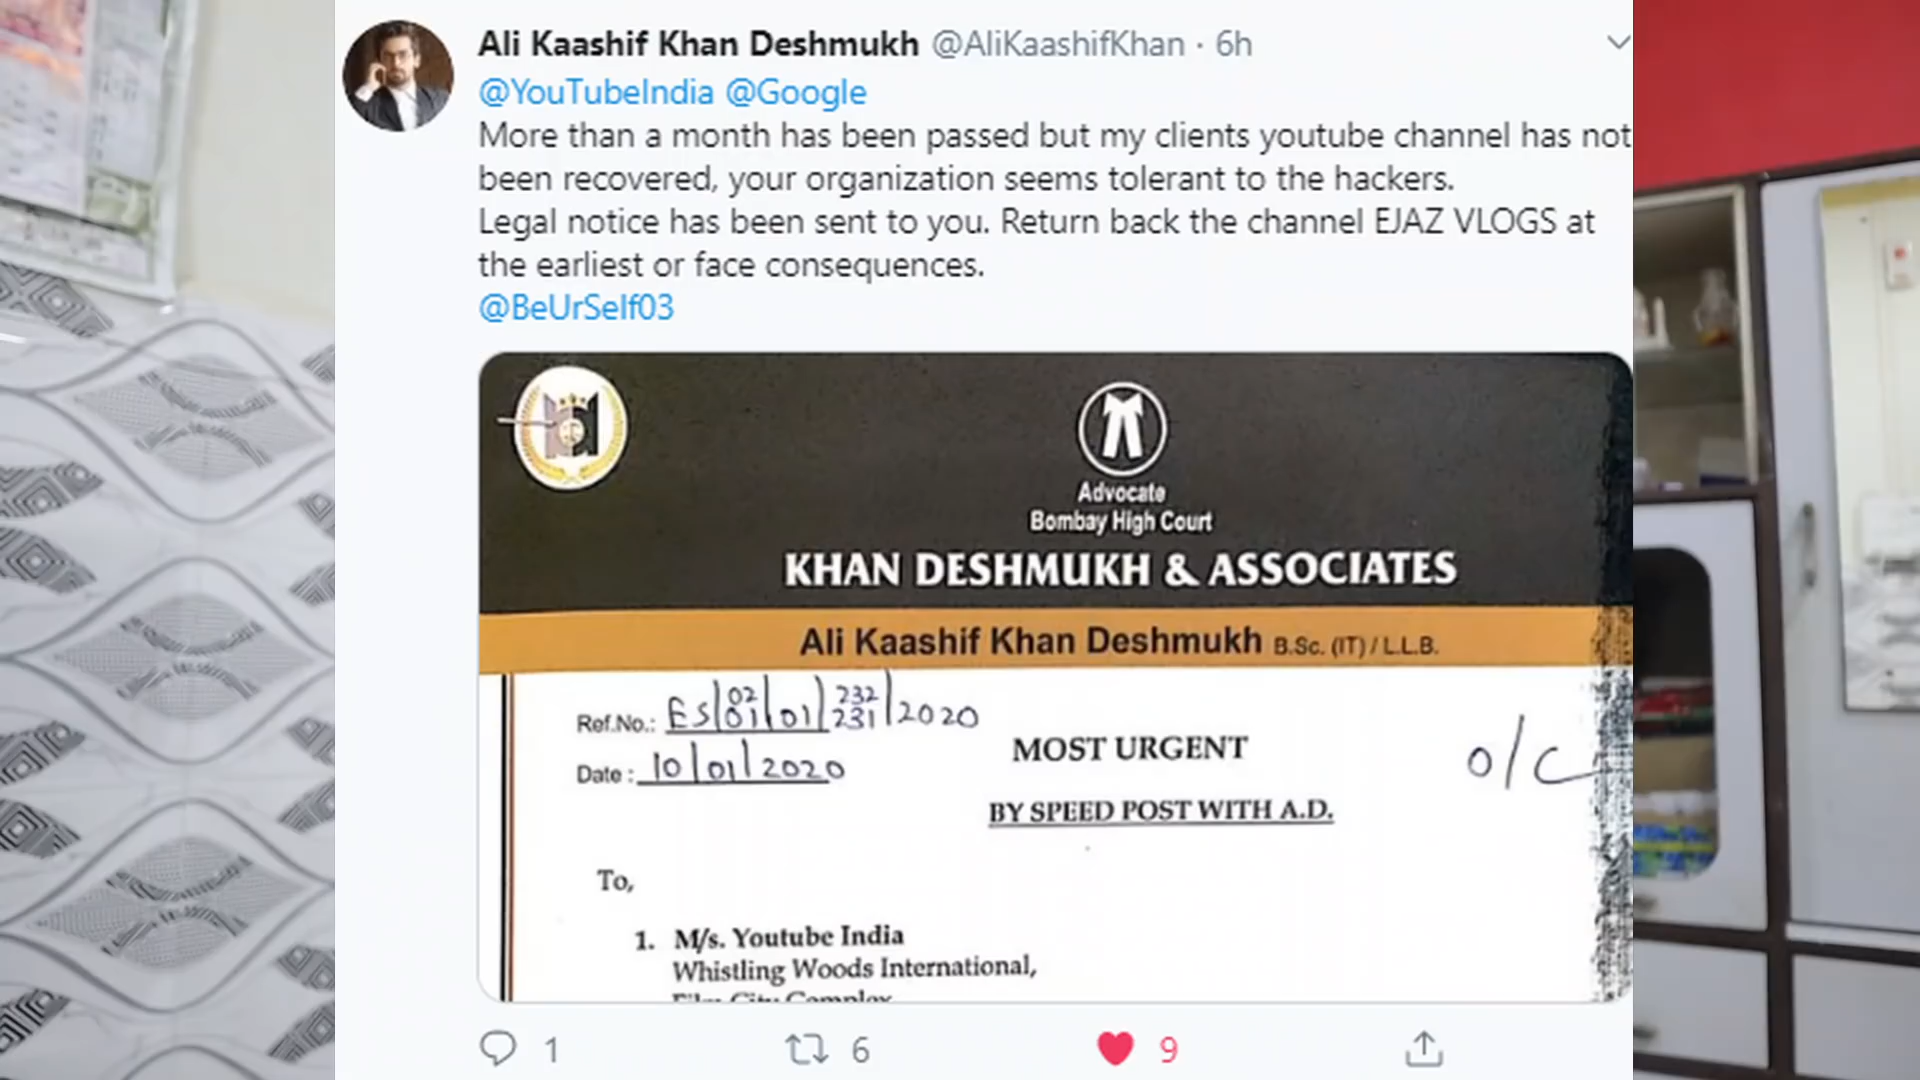 Ali Kaashif Khan Deshmukh @AliKaashifKhan · 6h
@YouTubeIndia @Google
More than a month has been passed but my clients youtube channel has not
been recovered, your organization seems tolerant to the hackers.
Legal notice has been sent to you. Return back the channel EJAZ VLOGS at
the earliest or face consequences.
@BeUrSelf03
Advocate
Bombay High Court
KHAN DESHMUKH & ASSOCIATES
Ali Kaashif Khan Deshmukh B.Sc. (IT) / L.L.B.
Ref.No.: ES/02/01/01/232/231/2020
Date : 10/01/2020
MOST URGENT
o/c
BY SPEED POST WITH A.D.
To,
1. M/s. Youtube India
Whistling Woods International,
Film City Complex
1 6 9